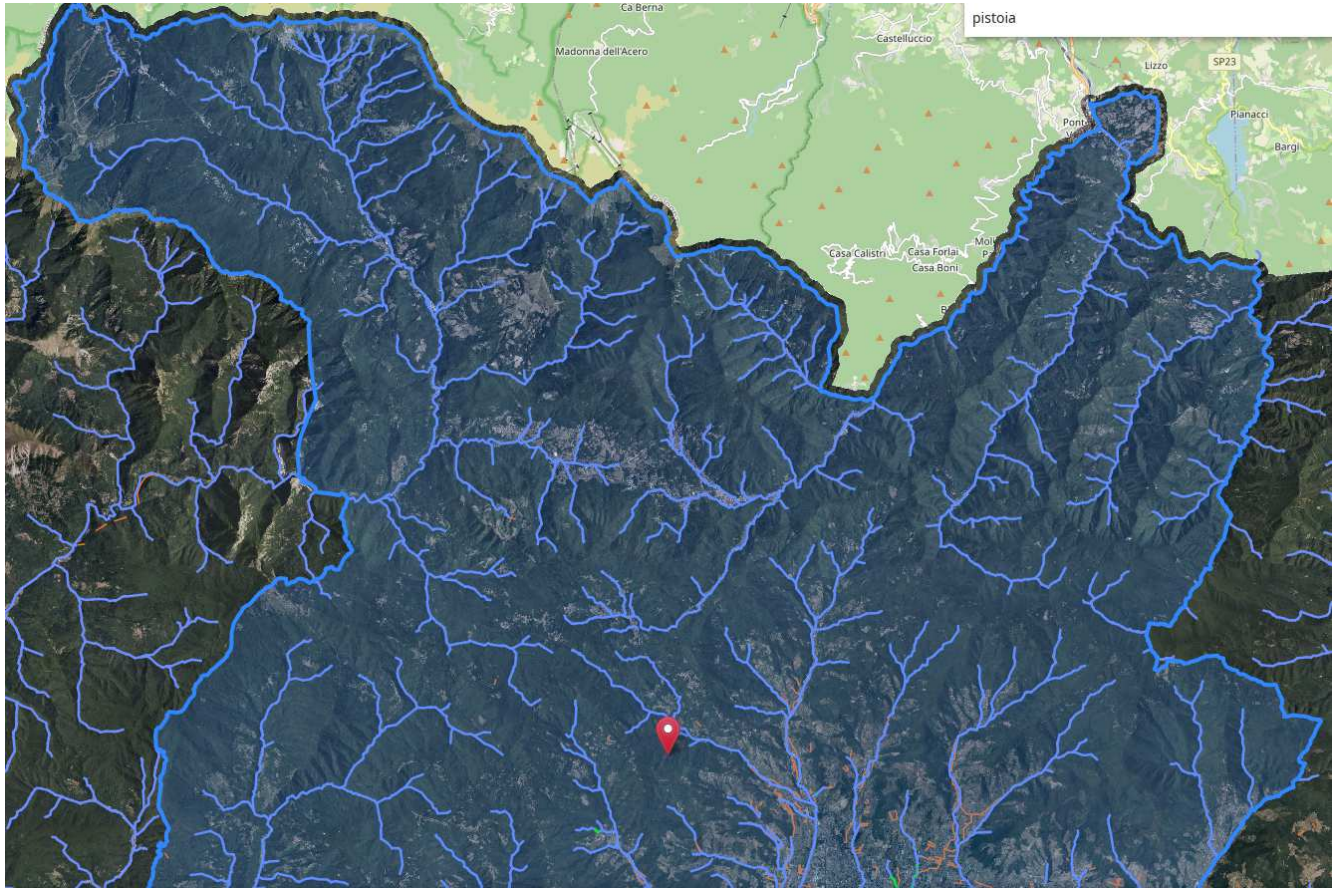 Ca Berna
pistoia
Castelluccio
Madonna dell'Acero
Lizzo
SP23
Pianacci
Bargi
Casa Calistri
Casa Forlai
Casa Boni